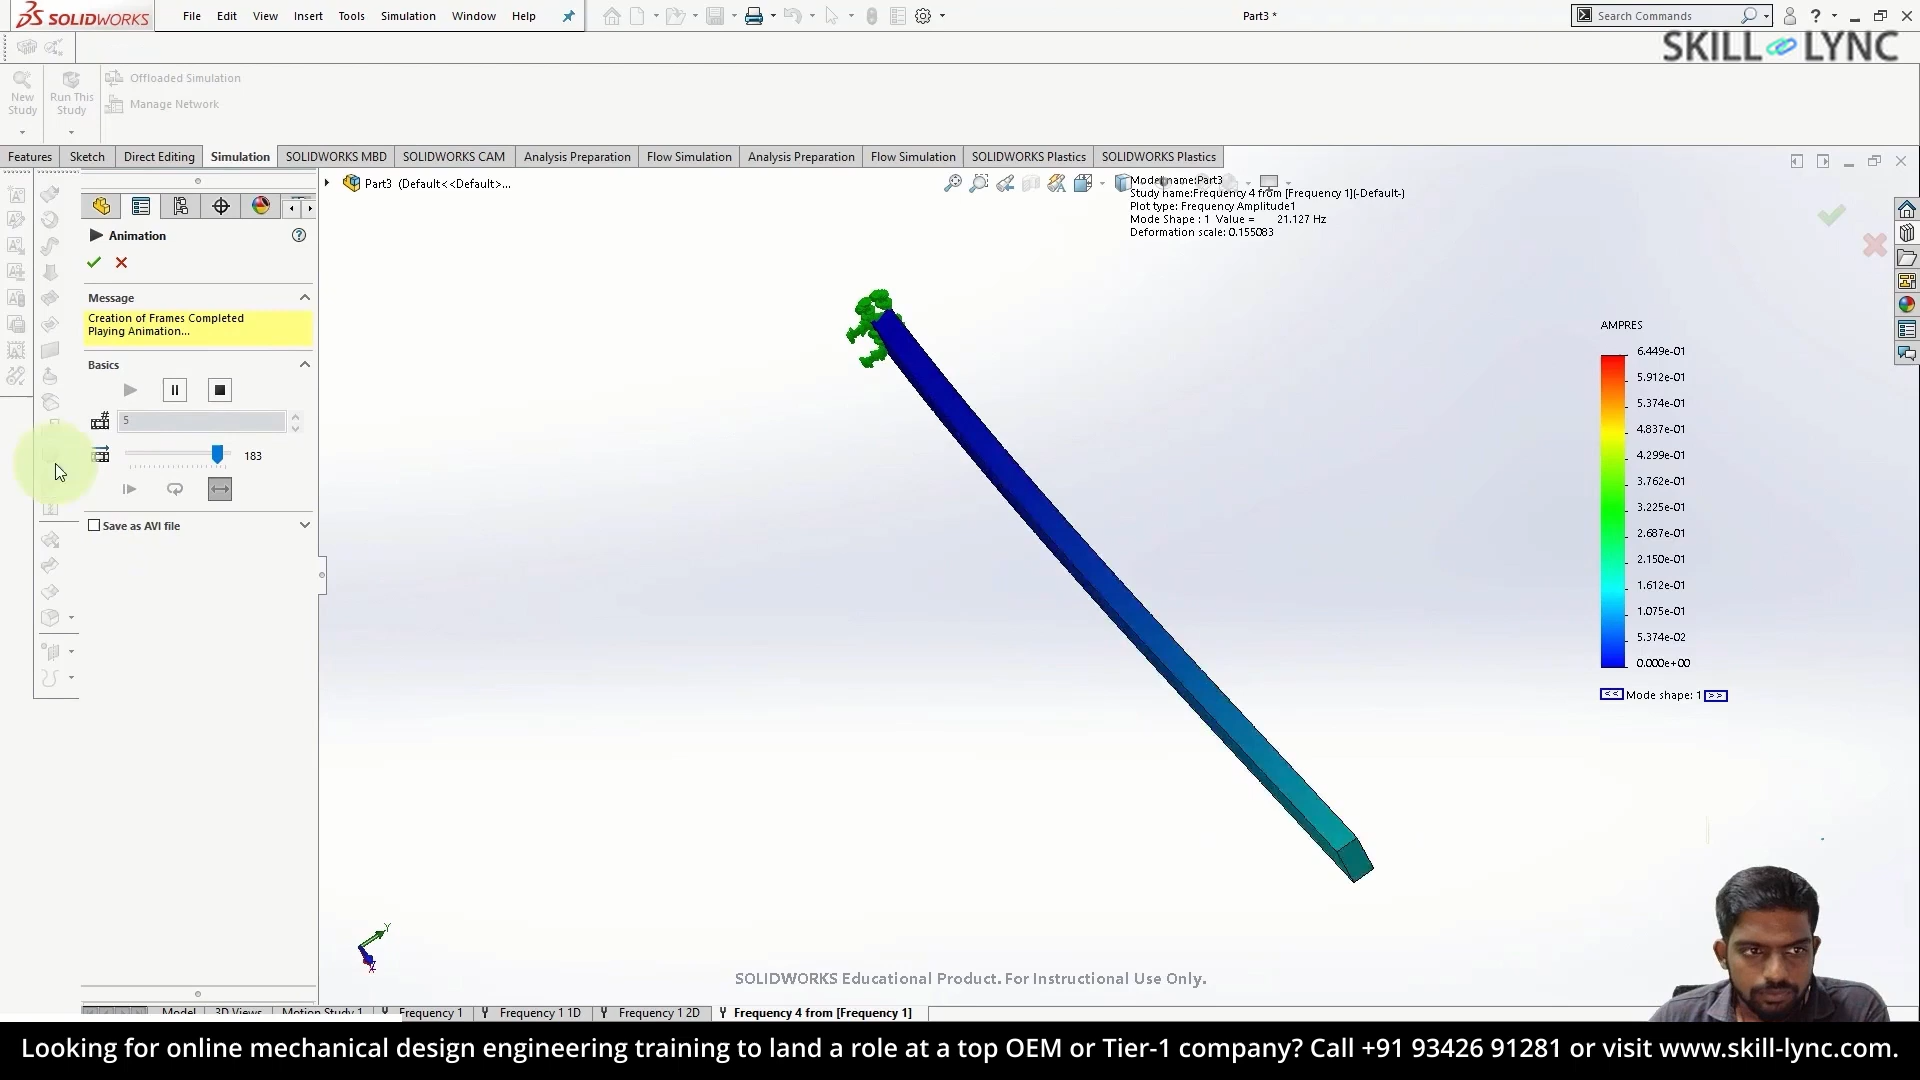 SOLIDWORKS
File Edit View Insert Tools Simulation Window Help
Part3 *
Search Commands
SKILL LYNC
New Study
Run This Study
Offloaded Simulation
Manage Network
Features Sketch Direct Editing Simulation SOLIDWORKS MBD SOLIDWORKS CAM Analysis Preparation Flow Simulation Analysis Preparation Flow Simulation SOLIDWORKS Plastics SOLIDWORKS Plastics
Part3 (Default<<Default>...
Model name:Part3
Study name:Frequency 4 from [Frequency 1](-Default-)
Plot type: Frequency Amplitude1
Mode Shape : 1 Value = 21.127 Hz
Deformation scale: 0.155083
Animation
Message
Creation of Frames Completed
Playing Animation...
Basics
5
183
Save as AVI file
AMPRES
6.449e-01
5.912e-01
5.374e-01
4.837e-01
4.299e-01
3.762e-01
3.225e-01
2.687e-01
2.150e-01
1.612e-01
1.075e-01
5.374e-02
0.000e+00
<< Mode shape: 1 >>
Y
Z
SOLIDWORKS Educational Product. For Instructional Use Only.
Model 3D Views Motion Study 1 Frequency 1 Frequency 1 1D Frequency 1 2D Frequency 4 from [Frequency 1]
Looking for online mechanical design engineering training to land a role at a top OEM or Tier-1 company? Call +91 93426 91281 or visit www.skill-lync.com.